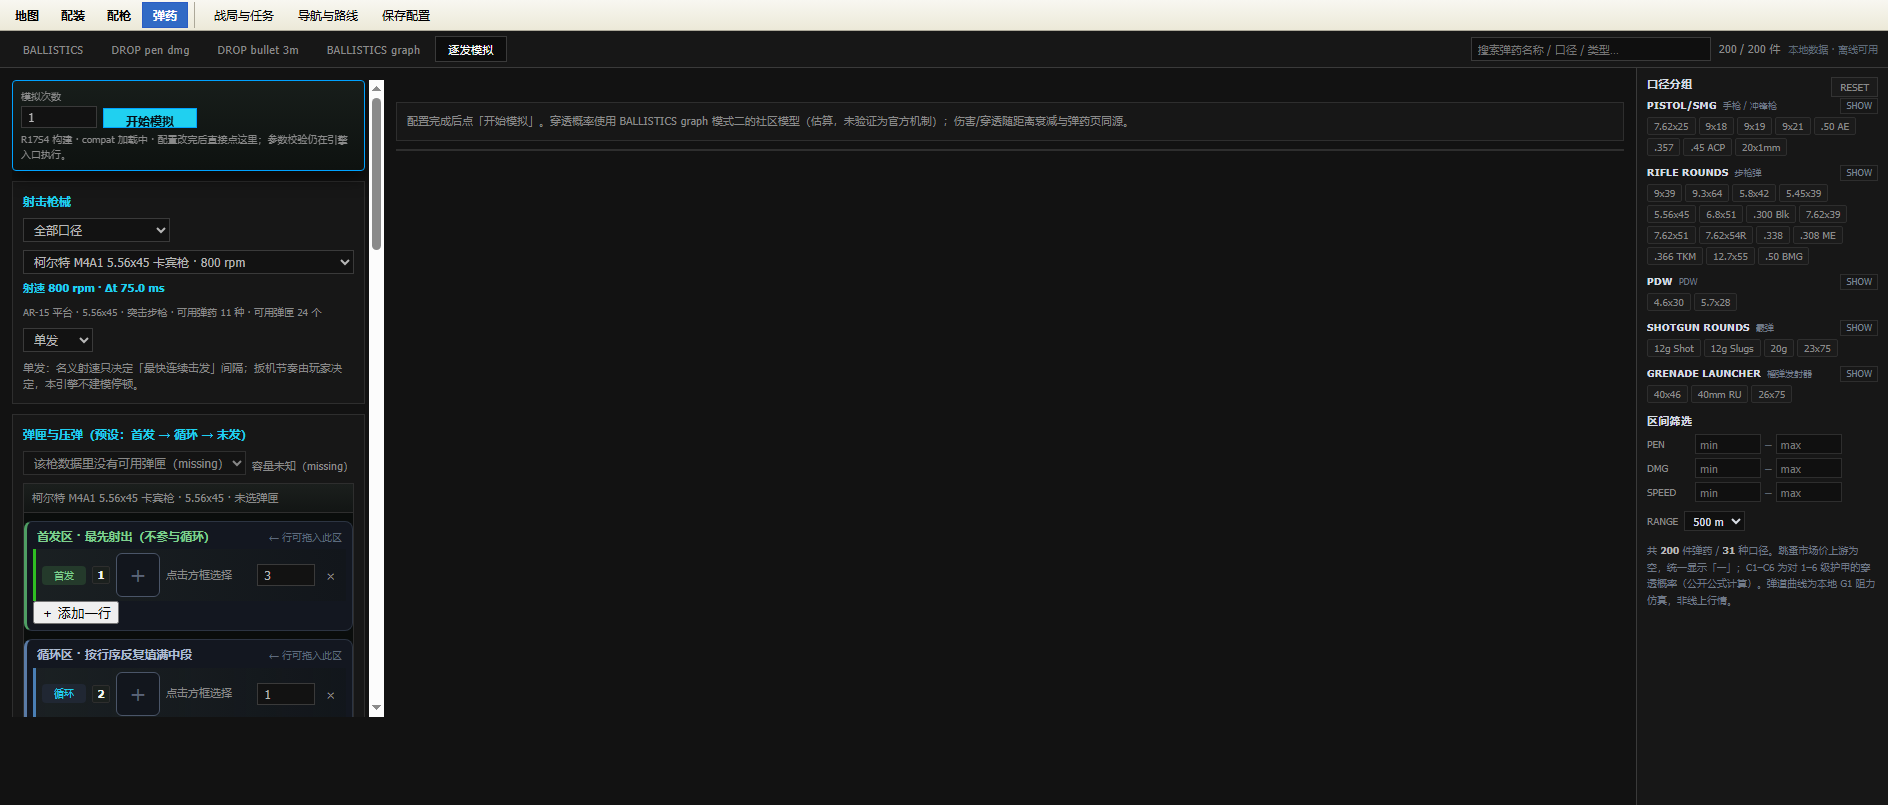 地图 配装 配枪 弹药 战局与任务 导航与路线 保存配置
BALLISTICS DROP pen dmg DROP bullet 3m BALLISTICS graph 逐发模拟 搜索弹药名称 / 口径 / 类型... 200 / 200 件 本地数据 · 离线可用
模拟次数
1 开始模拟
R1754 构建 · compat 加载中 · 配置改完后直接点这里；参数校验仍在引擎
入口执行。
射击枪械
全部口径
柯尔特 M4A1 5.56x45 卡宾枪 · 800 rpm
射速 800 rpm · Δt 75.0 ms
AR-15 平台 · 5.56x45 · 突击步枪 · 可用弹药 11 种 · 可用弹匣 24 个
单发
单发：名义射速只决定「最快连续击发」间隔；扳机节奏由玩家决
定，本引擎不建模停顿。
弹匣与压弹（预设：首发 → 循环 → 末发）
该枪数据里没有可用弹匣（missing） 容量未知（missing）
柯尔特 M4A1 5.56x45 卡宾枪 · 5.56x45 · 未选弹匣
首发区 · 最先射出（不参与循环） ← 行可拖入此区
首发 1 + 点击方框选择 3 ×
+ 添加一行
循环区 · 按行序反复填满中段 ← 行可拖入此区
循环 2 + 点击方框选择 1 ×
配置完成后点「开始模拟」。穿透概率使用 BALLISTICS graph 模式二的社区模型（估算，未验证为官方机制）；伤害/穿透随距离衰减与弹药页同源。
口径分组 RESET
PISTOL/SMG 手枪 / 冲锋枪 SHOW
7.62x25 9x18 9x19 9x21 .50 AE
.357 .45 ACP 20x1mm
RIFLE ROUNDS 步枪弹 SHOW
9x39 9.3x64 5.8x42 5.45x39
5.56x45 6.8x51 .300 Blk 7.62x39
7.62x51 7.62x54R .338 .308 ME
.366 TKM 12.7x55 .50 BMG
PDW PDW SHOW
4.6x30 5.7x28
SHOTGUN ROUNDS 霰弹 SHOW
12g Shot 12g Slugs 20g 23x75
GRENADE LAUNCHER 榴弹发射器 SHOW
40x46 40mm RU 26x75
区间筛选
PEN min — max
DMG min — max
SPEED min — max
RANGE 500 m
共 200 件弹药 / 31 种口径。跳蚤市场价上游为
空，统一显示「—」；C1–C6 为对 1–6 级护甲的穿
透概率（公开公式计算）。弹道曲线为本地 G1 阻力
仿真，非线上行情。